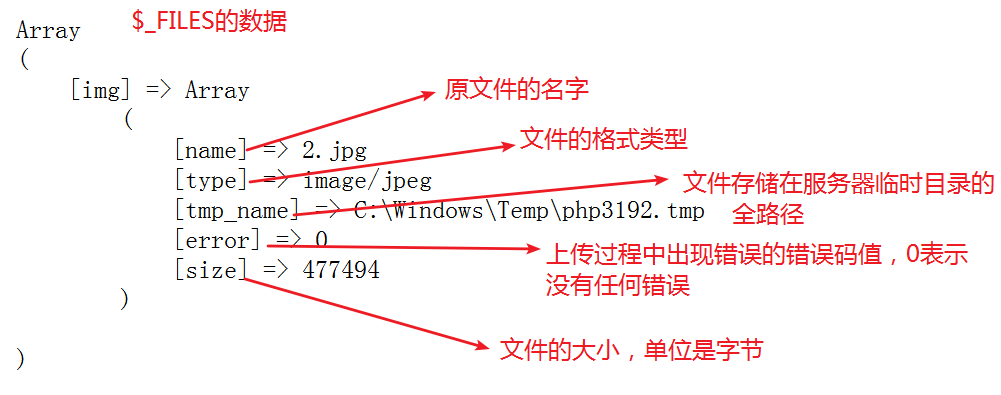 $_FILES的数据
Array
(
[img] => Array
原文件的名字
(
文件的格式类型
[name] => 2.jpg
[type] => image/jpeg
文件存储在服务器临时目录的
全路径
[tmp_name] => C:\Windows\Temp\php3192.tmp
[error] => 0
上传过程中出现错误的错误码值，0表示
没有任何错误
[size] => 477494
)
文件的大小，单位是字节
)